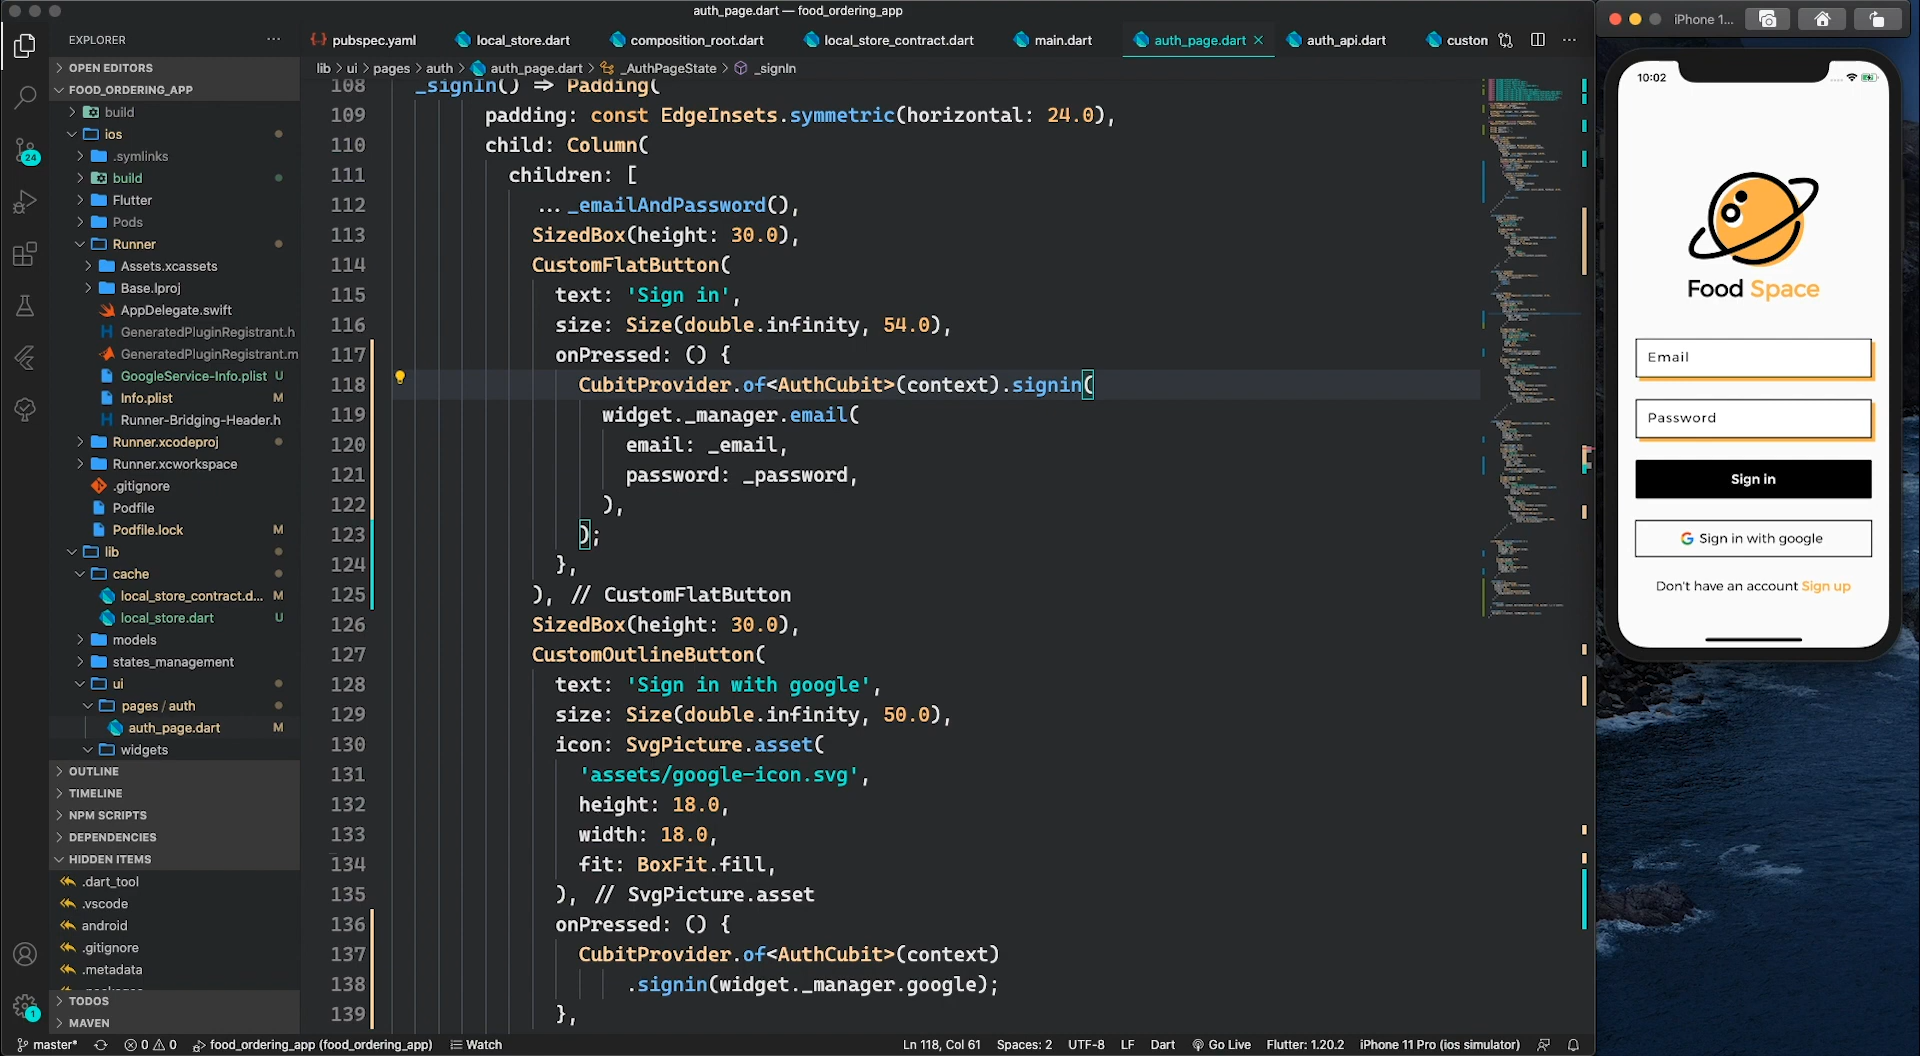 auth_page.dart — food_ordering_app
iPhone 1...
EXPLORER
pubspec.yaml
local_store.dart
composition_root.dart
local_store_contract.dart
main.dart
auth_page.dart
auth_api.dart
custon
OPEN EDITORS
lib > ui > pages > auth > auth_page.dart > _AuthPageState > _signIn
FOOD_ORDERING_APP
build
ios
.symlinks
build
Flutter
Pods
Runner
Assets.xcassets
Base.lproj
AppDelegate.swift
GeneratedPluginRegistrant.h
GeneratedPluginRegistrant.m
GoogleService-Info.plist U
Info.plist M
Runner-Bridging-Header.h
Runner.xcodeproj
Runner.xcworkspace
.gitignore
Podfile
Podfile.lock M
lib
cache
local_store_contract.d... M
local_store.dart U
models
states_management
ui
pages / auth
auth_page.dart M
widgets
OUTLINE
TIMELINE
NPM SCRIPTS
DEPENDENCIES
HIDDEN ITEMS
.dart_tool
.vscode
android
.gitignore
.metadata
TODOS
MAVEN
24
1
108 _signIn() => Padding(
109 padding: const EdgeInsets.symmetric(horizontal: 24.0),
110 child: Column(
111 children: [
112 ..._emailAndPassword(),
113 SizedBox(height: 30.0),
114 CustomFlatButton(
115 text: 'Sign in',
116 size: Size(double.infinity, 54.0),
117 onPressed: () {
118 CubitProvider.of<AuthCubit>(context).signin(
119 widget._manager.email(
120 email: _email,
121 password: _password,
122 ),
123 );
124 },
125 ), // CustomFlatButton
126 SizedBox(height: 30.0),
127 CustomOutlineButton(
128 text: 'Sign in with google',
129 size: Size(double.infinity, 50.0),
130 icon: SvgPicture.asset(
131 'assets/google-icon.svg',
132 height: 18.0,
133 width: 18.0,
134 fit: BoxFit.fill,
135 ), // SvgPicture.asset
136 onPressed: () {
137 CubitProvider.of<AuthCubit>(context)
138 .signin(widget._manager.google);
139 },
10:02
Food Space
Email
Password
Sign in
Sign in with google
Don't have an account Sign up
master* 0 0 food_ordering_app (food_ordering_app) Watch Ln 118, Col 61 Spaces: 2 UTF-8 LF Dart Go Live Flutter: 1.20.2 iPhone 11 Pro (ios simulator)